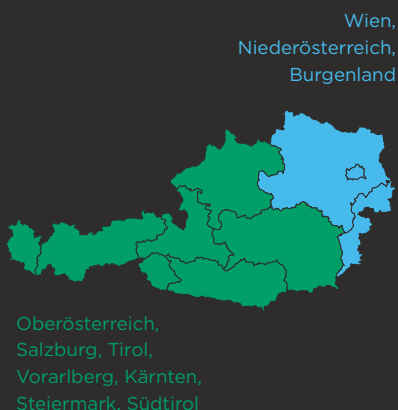 Wien,
Niederösterreich,
Burgenland
Oberösterreich,
Salzburg, Tirol,
Vorarlberg, Kärnten,
Steiermark, Südtirol